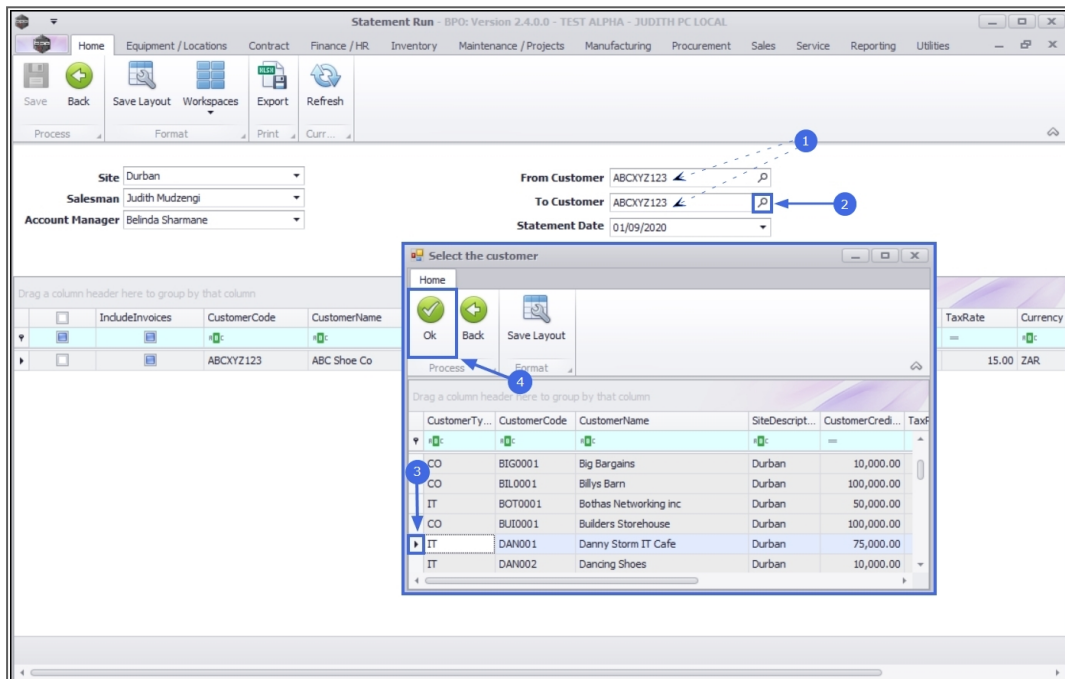 Statement Run - BPO: Version 2.4.0.0 - TEST ALPHA - JUDITH PC LOCAL
Home Equipment / Locations Contract Finance / HR Inventory Maintenance / Projects Manufacturing Procurement Sales Service Reporting Utilities
Save Back Save Layout Workspaces Export Refresh
Process Format Print Curr...
1
Site Durban
From Customer ABCXYZ123
Salesman Judith Mudzengi
To Customer ABCXYZ123
2
Account Manager Belinda Sharmane
Statement Date 01/09/2020
Select the customer
Home
Ok Back Save Layout
Process Format
4
Drag a column header here to group by that column
IncludeInvoices CustomerCode CustomerName TaxRate Currency
ABCXYZ123 ABC Shoe Co 15.00 ZAR
Drag a column header here to group by that column
CustomerTy... CustomerCode CustomerName SiteDescript... CustomerCredi...
3
CO BIG0001 Big Bargains Durban 10,000.00
CO BIL0001 Billys Barn Durban 100,000.00
IT BOT0001 Bothas Networking inc Durban 50,000.00
CO BUI0001 Builders Storehouse Durban 100,000.00
IT DAN001 Danny Storm IT Cafe Durban 75,000.00
IT DAN002 Dancing Shoes Durban 10,000.00